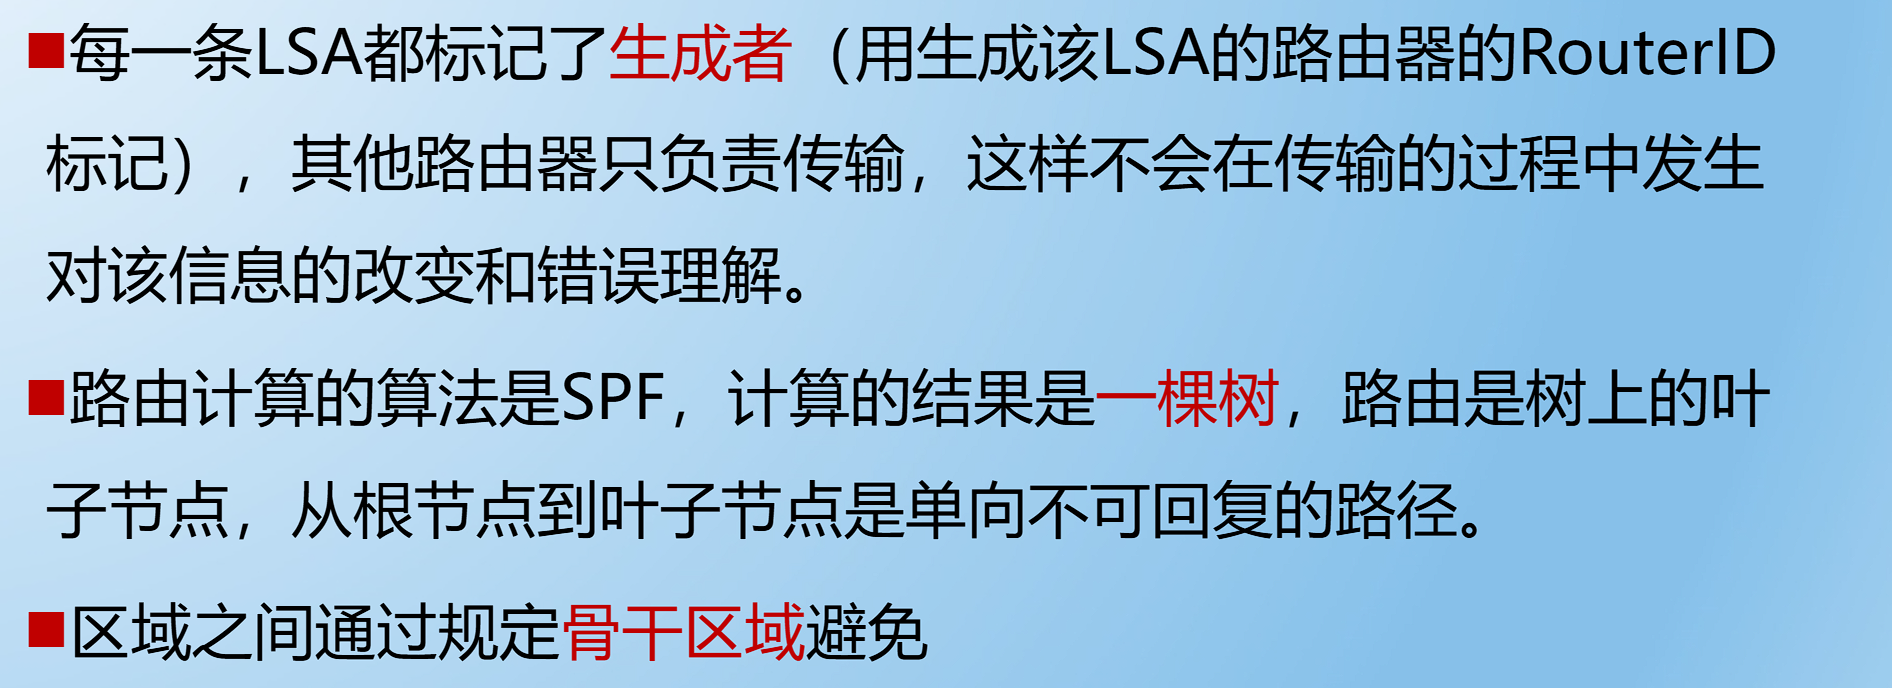 ■每一条LSA都标记了生成者（用生成该LSA的路由器的RouterID
标记），其他路由器只负责传输，这样不会在传输的过程中发生
对该信息的改变和错误理解。
■路由计算的算法是SPF，计算的结果是一棵树，路由是树上的叶
子节点，从根节点到叶子节点是单向不可回复的路径。
■区域之间通过规定骨干区域避免